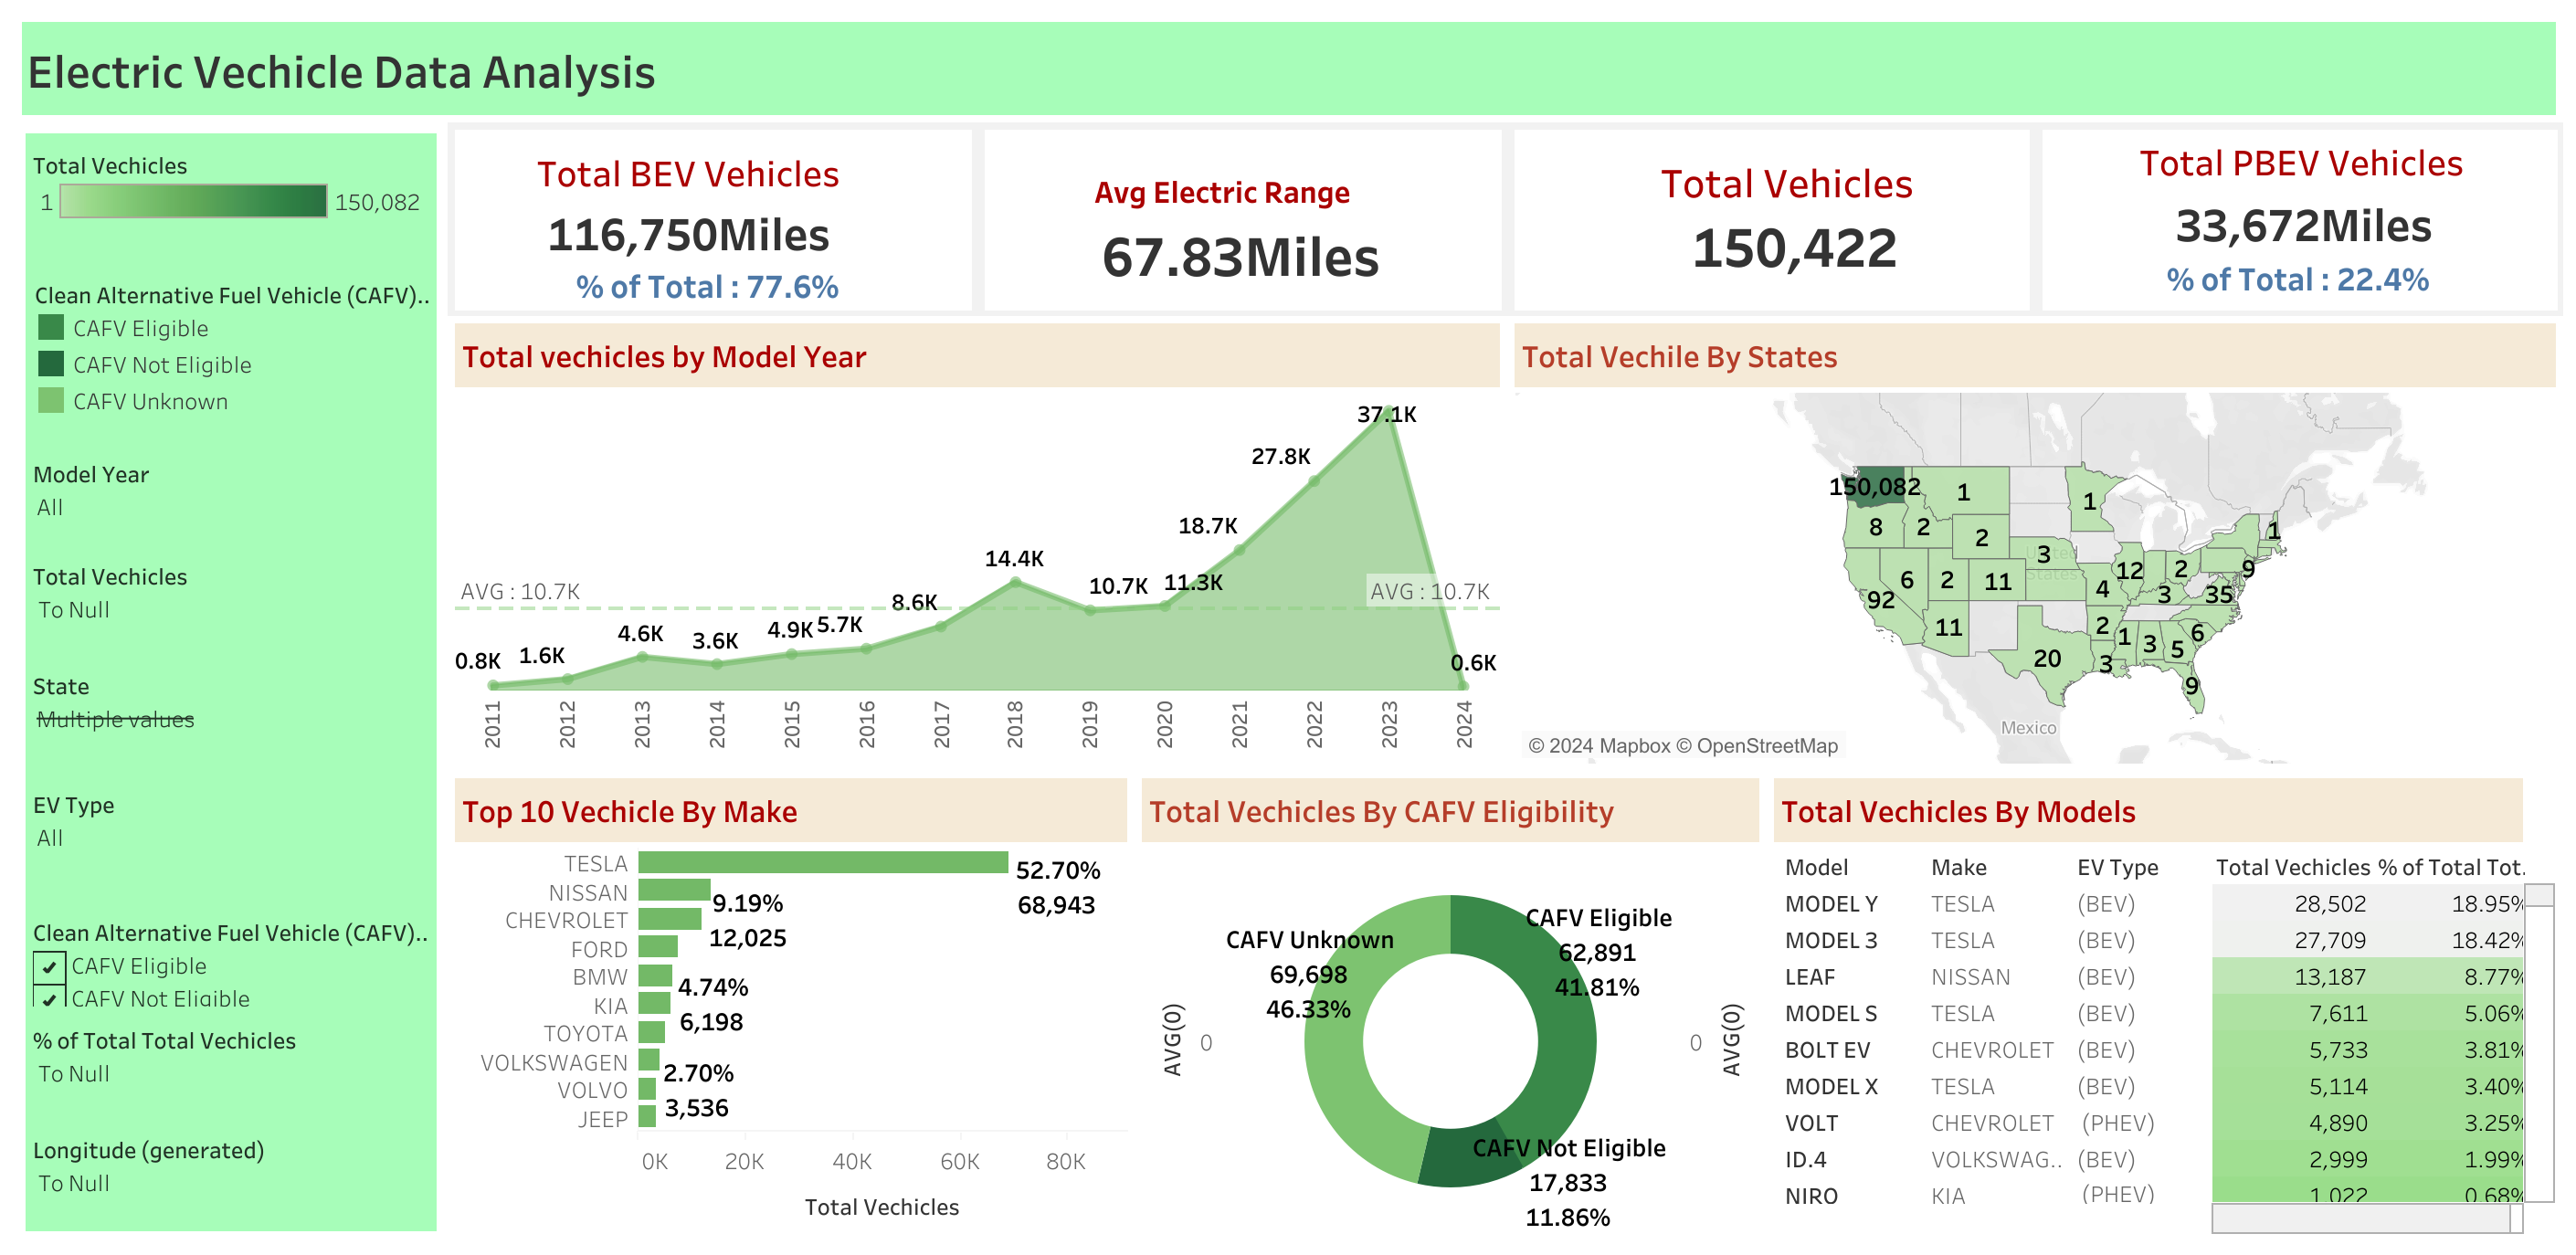 Electric Vechicle Data Analysis
Total Vechicles
1 150,082
Clean Alternative Fuel Vehicle (CAFV)..
CAFV Eligible
CAFV Not Eligible
CAFV Unknown
Model Year
All
Total Vechicles
To Null
State
Multiple values
EV Type
All
Clean Alternative Fuel Vehicle (CAFV)..
CAFV Eligible
CAFV Not Eligible
% of Total Total Vechicles
To Null
Longitude (generated)
To Null
Total BEV Vehicles
116,750Miles
% of Total : 77.6%
Avg Electric Range
67.83Miles
Total Vehicles
150,422
Total PBEV Vehicles
33,672Miles
% of Total : 22.4%
Total vechicles by Model Year
37.1K
27.8K
18.7K
14.4K
AVG : 10.7K
10.7K
11.3K
AVG : 10.7K
8.6K
4.6K
3.6K
4.9K
5.7K
0.8K
1.6K
0.6K
2011 2012 2013 2014 2015 2016 2017 2018 2019 2020 2021 2022 2023 2024
Total Vechile By States
150,082
1
1
8
2
2
3
United
States
1
6
2
11
4
12
2
9
92
3
35
11
2
1
3
5
6
20
3
9
Mexico
© 2024 Mapbox © OpenStreetMap
Top 10 Vechicle By Make
TESLA
52.70%
68,943
NISSAN
9.19%
12,025
CHEVROLET
FORD
BMW
4.74%
6,198
KIA
TOYOTA
VOLKSWAGEN
2.70%
3,536
VOLVO
JEEP
0K 20K 40K 60K 80K
Total Vechicles
Total Vechicles By CAFV Eligibility
CAFV Unknown
69,698
46.33%
CAFV Eligible
62,891
41.81%
AVG(0)
0
0
AVG(0)
CAFV Not Eligible
17,833
11.86%
Total Vechicles By Models
Model Make EV Type Total Vechicles % of Total Tot.
MODEL Y TESLA (BEV) 28,502 18.95%
MODEL 3 TESLA (BEV) 27,709 18.42%
LEAF NISSAN (BEV) 13,187 8.77%
MODEL S TESLA (BEV) 7,611 5.06%
BOLT EV CHEVROLET (BEV) 5,733 3.81%
MODEL X TESLA (BEV) 5,114 3.40%
VOLT CHEVROLET (PHEV) 4,890 3.25%
ID.4 VOLKSWAG.. (BEV) 2,999 1.99%
NIRO KIA (PHEV) 1,022 0.68%